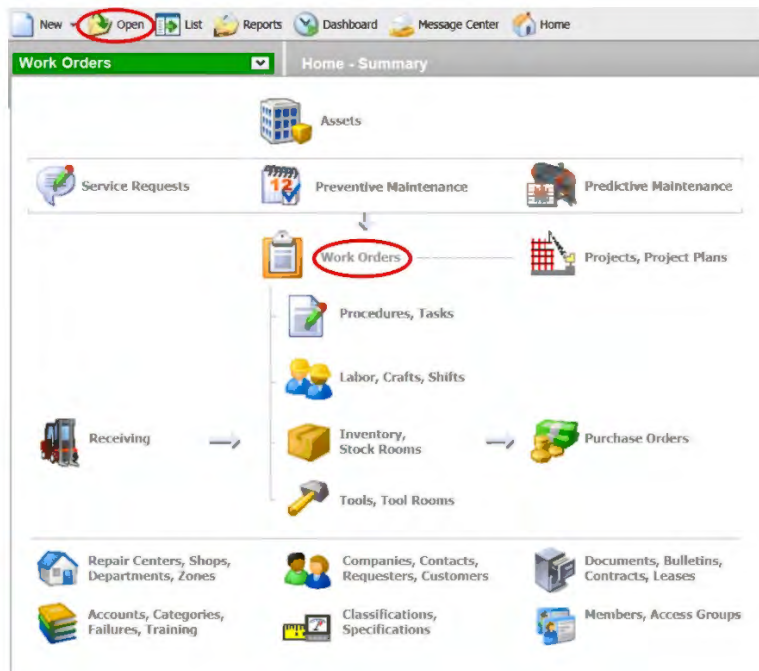 New Open List Reports Dashboard Message Center Home
Work Orders Home - Summary
Assets
Service Requests Preventive Maintenance Predictive Maintenance
12
Work Orders Projects, Project Plans
Procedures, Tasks
Labor, Crafts, Shifts
Receiving
Inventory,
Stock Rooms
Purchase Orders
Tools, Tool Rooms
Repair Centers, Shops,
Departments, Zones
Companies, Contacts,
Requesters, Customers
Documents, Bulletins,
Contracts, Leases
Accounts, Categories,
Failures, Training
Classifications,
Specifications
Members, Access Groups